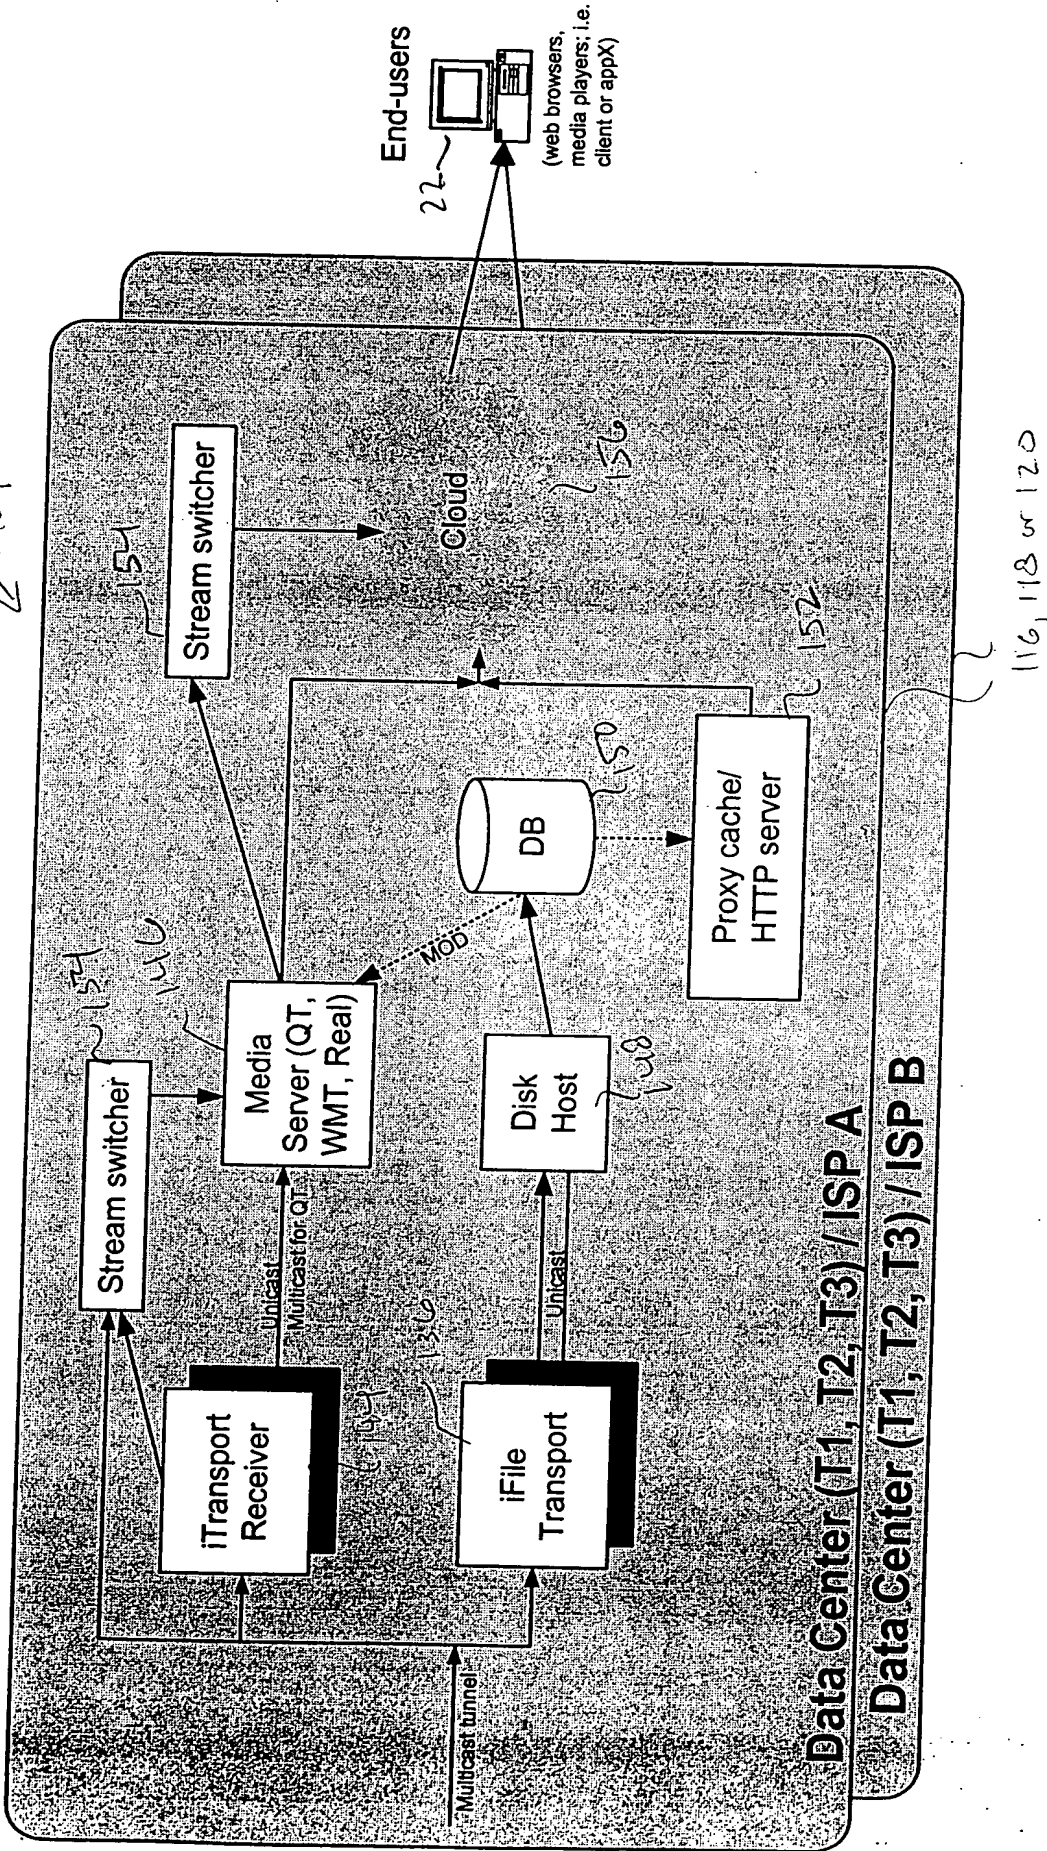 End-users
22
(web browsers,
media players; i.e.
client or appX)
Stream switcher
154
Cloud
156
Stream switcher
154
Media
Server (QT,
WMT, Real)
146
MOD
DB
150
Proxy cache/
HTTP server
152
Disk
Host
148
Unicast
Multicast for QT
Unicast
iTransport
Receiver
144
iFile
Transport
136
Multicast tunnel
Data Center (T1, T2, T3) / ISP A
Data Center (T1, T2, T3) / ISP B
116, 118 or 120